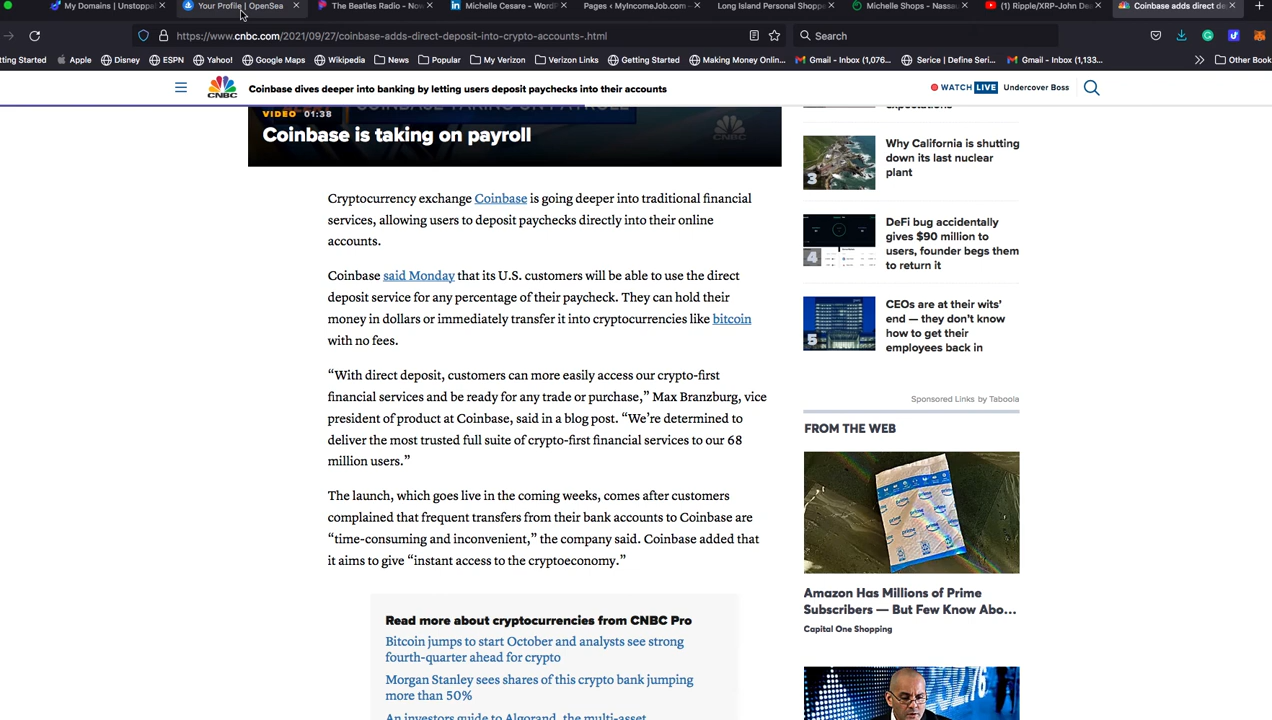 My Domains | Unstoppal
Your Profile | OpenSea
The Beatles Radio - Now
Michelle Cesare - WordF
Pages ‹ MyIncomeJob.com
Long Island Personal Shoppe
Michelle Shops - Nassau
(1) Ripple/XRP-John De
Coinbase adds direct de
https://www.cnbc.com/2021/09/27/coinbase-adds-direct-deposit-into-crypto-accounts-.html
Search
tting Started
Apple
Disney
ESPN
Yahoo!
Google Maps
Wikipedia
News
Popular
My Verizon
Verizon Links
Getting Started
Making Money Onlin...
Gmail - Inbox (1,076...
Serice | Define Seri...
Gmail - Inbox (1,133...
Other Book
CNBC
Coinbase dives deeper into banking by letting users deposit paychecks into their accounts
WATCH LIVE
Undercover Boss
VIDEO 01:38
Coinbase is taking on payroll
Cryptocurrency exchange Coinbase is going deeper into traditional financial
services, allowing users to deposit paychecks directly into their online
accounts.
Coinbase said Monday that its U.S. customers will be able to use the direct
deposit service for any percentage of their paycheck. They can hold their
money in dollars or immediately transfer it into cryptocurrencies like bitcoin
with no fees.
“With direct deposit, customers can more easily access our crypto-first
financial services and be ready for any trade or purchase,” Max Branzburg, vice
president of product at Coinbase, said in a blog post. “We’re determined to
deliver the most trusted full suite of crypto-first financial services to our 68
million users.”
The launch, which goes live in the coming weeks, comes after customers
complained that frequent transfers from their bank accounts to Coinbase are
“time-consuming and inconvenient,” the company said. Coinbase added that
it aims to give “instant access to the cryptoeconomy.”
Read more about cryptocurrencies from CNBC Pro
Bitcoin jumps to start October and analysts see strong
fourth-quarter ahead for crypto
Morgan Stanley sees shares of this crypto bank jumping
more than 50%
An investors guide to Algorand, the multi-asset
expectations
3
Why California is shutting
down its last nuclear
plant
4
DeFi bug accidentally
gives $90 million to
users, founder begs them
to return it
5
CEOs are at their wits’
end — they don’t know
how to get their
employees back in
Sponsored Links by Taboola
FROM THE WEB
prime
Amazon Has Millions of Prime
Subscribers — But Few Know Abo...
Capital One Shopping